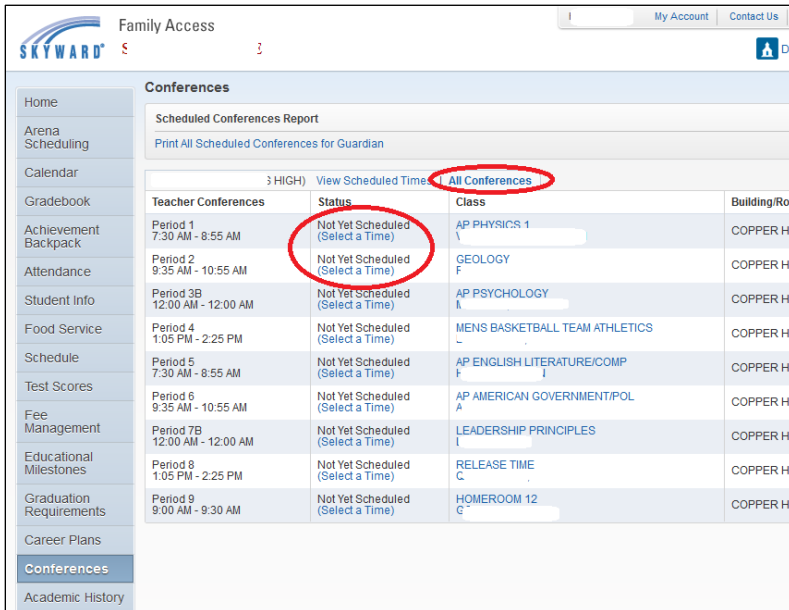 Family Access
SKYWARD®
My Account
Contact Us
Home
Arena
Scheduling
Calendar
Gradebook
Achievement
Backpack
Attendance
Student Info
Food Service
Schedule
Test Scores
Fee
Management
Educational
Milestones
Graduation
Requirements
Career Plans
Conferences
Academic History
Conferences
Scheduled Conferences Report
Print All Scheduled Conferences for Guardian
HIGH) View Scheduled Times | All Conferences
Teacher Conferences Status Class Building/Ro
Period 1 Not Yet Scheduled AP PHYSICS 1 COPPER H
7:30 AM - 8:55 AM (Select a Time)
Period 2 Not Yet Scheduled GEOLOGY COPPER H
9:35 AM - 10:55 AM (Select a Time)
Period 3B Not Yet Scheduled AP PSYCHOLOGY COPPER H
12:00 AM - 12:00 AM (Select a Time)
Period 4 Not Yet Scheduled MENS BASKETBALL TEAM ATHLETICS COPPER H
1:05 PM - 2:25 PM (Select a Time)
Period 5 Not Yet Scheduled AP ENGLISH LITERATURE/COMP COPPER H
7:30 AM - 8:55 AM (Select a Time)
Period 6 Not Yet Scheduled AP AMERICAN GOVERNMENT/POL COPPER H
9:35 AM - 10:55 AM (Select a Time)
Period 7B Not Yet Scheduled LEADERSHIP PRINCIPLES COPPER H
12:00 AM - 12:00 AM (Select a Time)
Period 8 Not Yet Scheduled RELEASE TIME COPPER H
1:05 PM - 2:25 PM (Select a Time)
Period 9 Not Yet Scheduled HOMEROOM 12 COPPER H
9:00 AM - 9:30 AM (Select a Time)